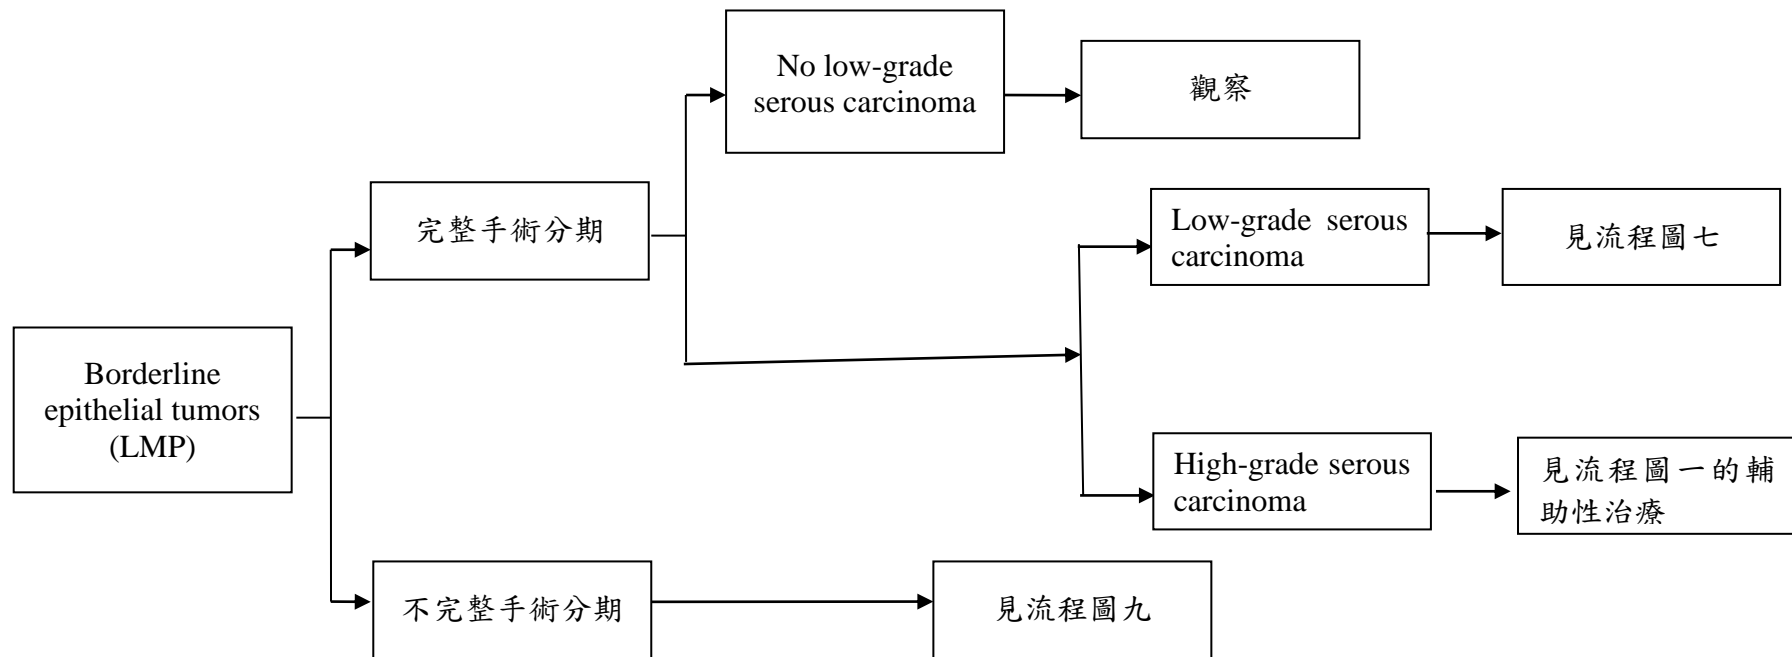 No low-grade
serous carcinoma
觀察
完整手術分期
Low-grade serous
carcinoma
見流程圖七
Borderline
epithelial tumors
(LMP)
High-grade serous
carcinoma
見流程圖一的輔
助性治療
不完整手術分期
見流程圖九